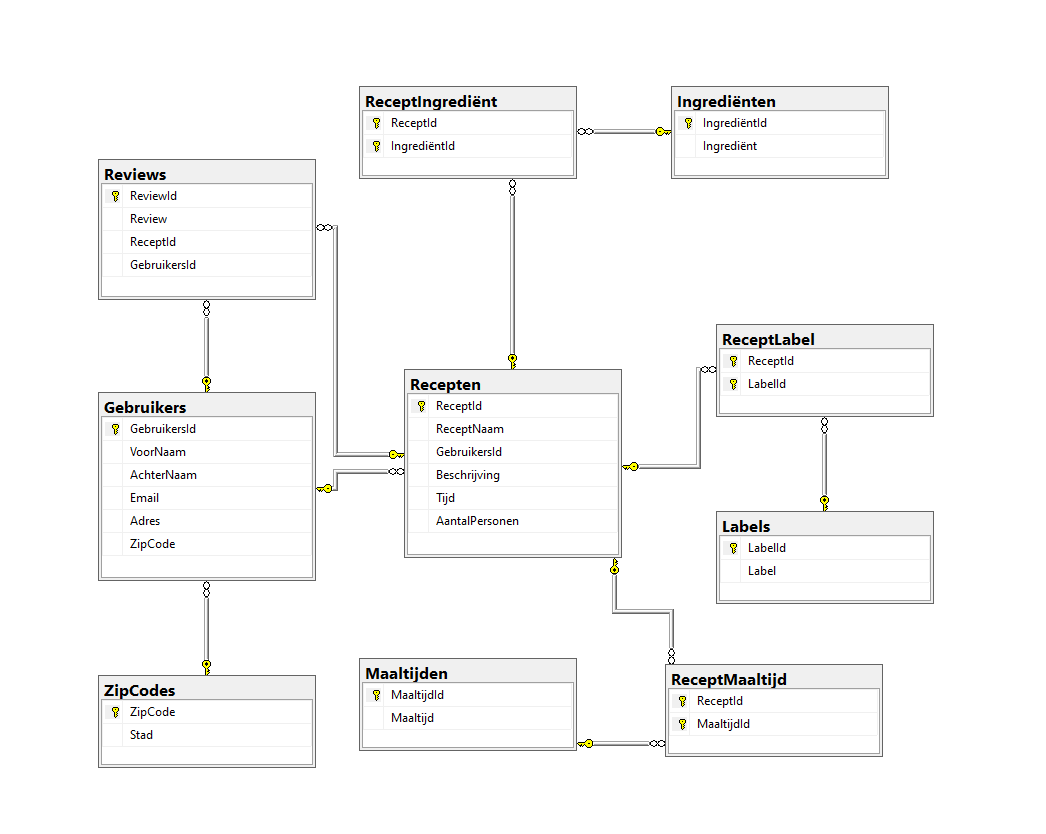 ReceptIngrediënt
ReceptId
IngrediëntId
Ingrediënten
IngrediëntId
Ingrediënt
Reviews
ReviewId
Review
ReceptId
GebruikersId
ReceptLabel
ReceptId
LabelId
Recepten
ReceptId
ReceptNaam
GebruikersId
Beschrijving
Tijd
AantalPersonen
Gebruikers
GebruikersId
VoorNaam
AchterNaam
Email
Adres
ZipCode
Labels
LabelId
Label
Maaltijden
MaaltijdId
Maaltijd
ReceptMaaltijd
ReceptId
MaaltijdId
ZipCodes
ZipCode
Stad